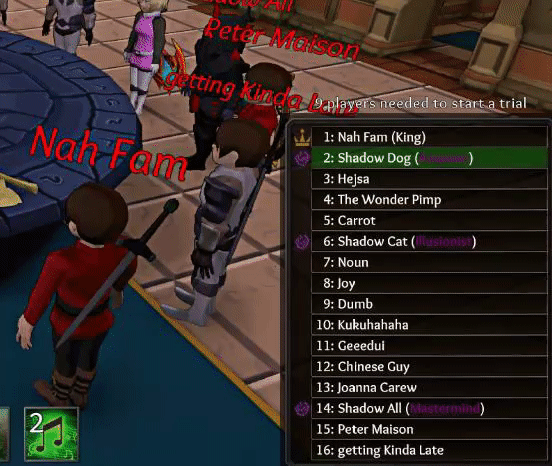 Shadow All
Peter Maison
getting Kinda Late
Nah Fam
9 players needed to start a trial
1: Nah Fam (King)
2: Shadow Dog ()
3: Hejsa
4: The Wonder Pimp
5: Carrot
6: Shadow Cat (Illusionist)
7: Noun
8: Joy
9: Dumb
10: Kukuhahaha
11: Geeedui
12: Chinese Guy
13: Joanna Carew
14: Shadow All (Mastermind)
15: Peter Maison
16: getting Kinda Late
2